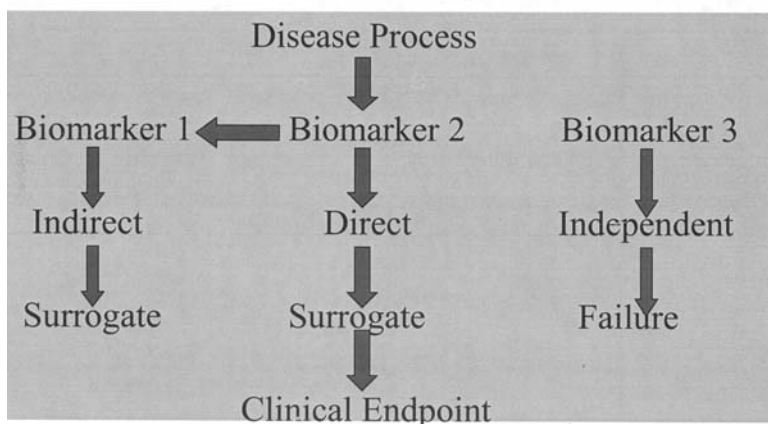 Disease Process
Biomarker 1 Biomarker 2 Biomarker 3
Indirect Direct Independent
Surrogate Surrogate Failure
Clinical Endpoint